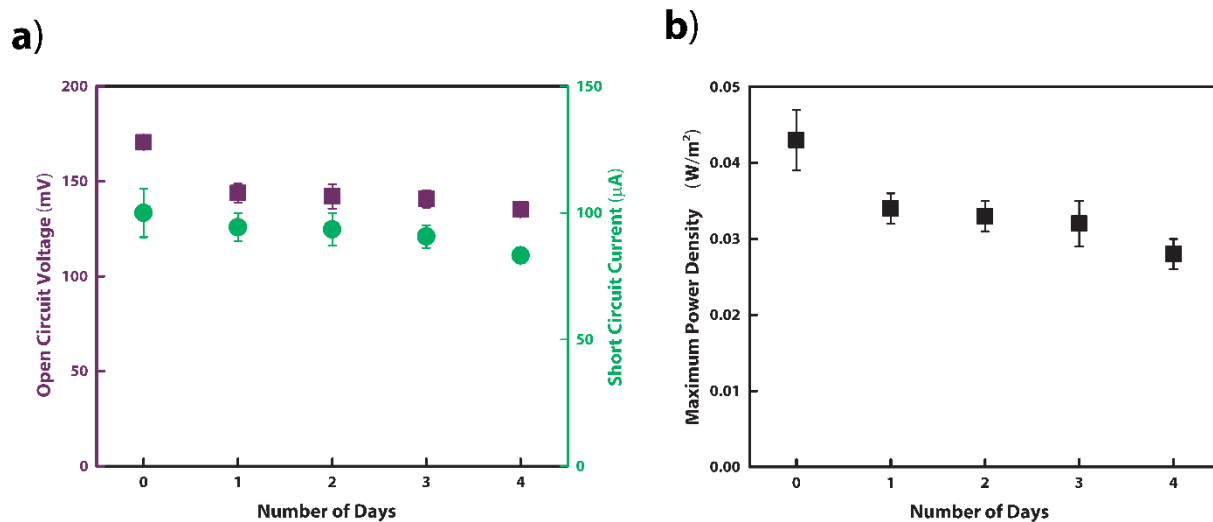 a)
200
150
100
50
0
Open Circuit Voltage (mV)
150
100
50
0
Short Circuit Current (μA)
0 1 2 3 4
Number of Days
b)
0.05
0.04
0.03
0.02
0.01
0.00
Maximum Power Density (W/m²)
0 1 2 3 4
Number of Days